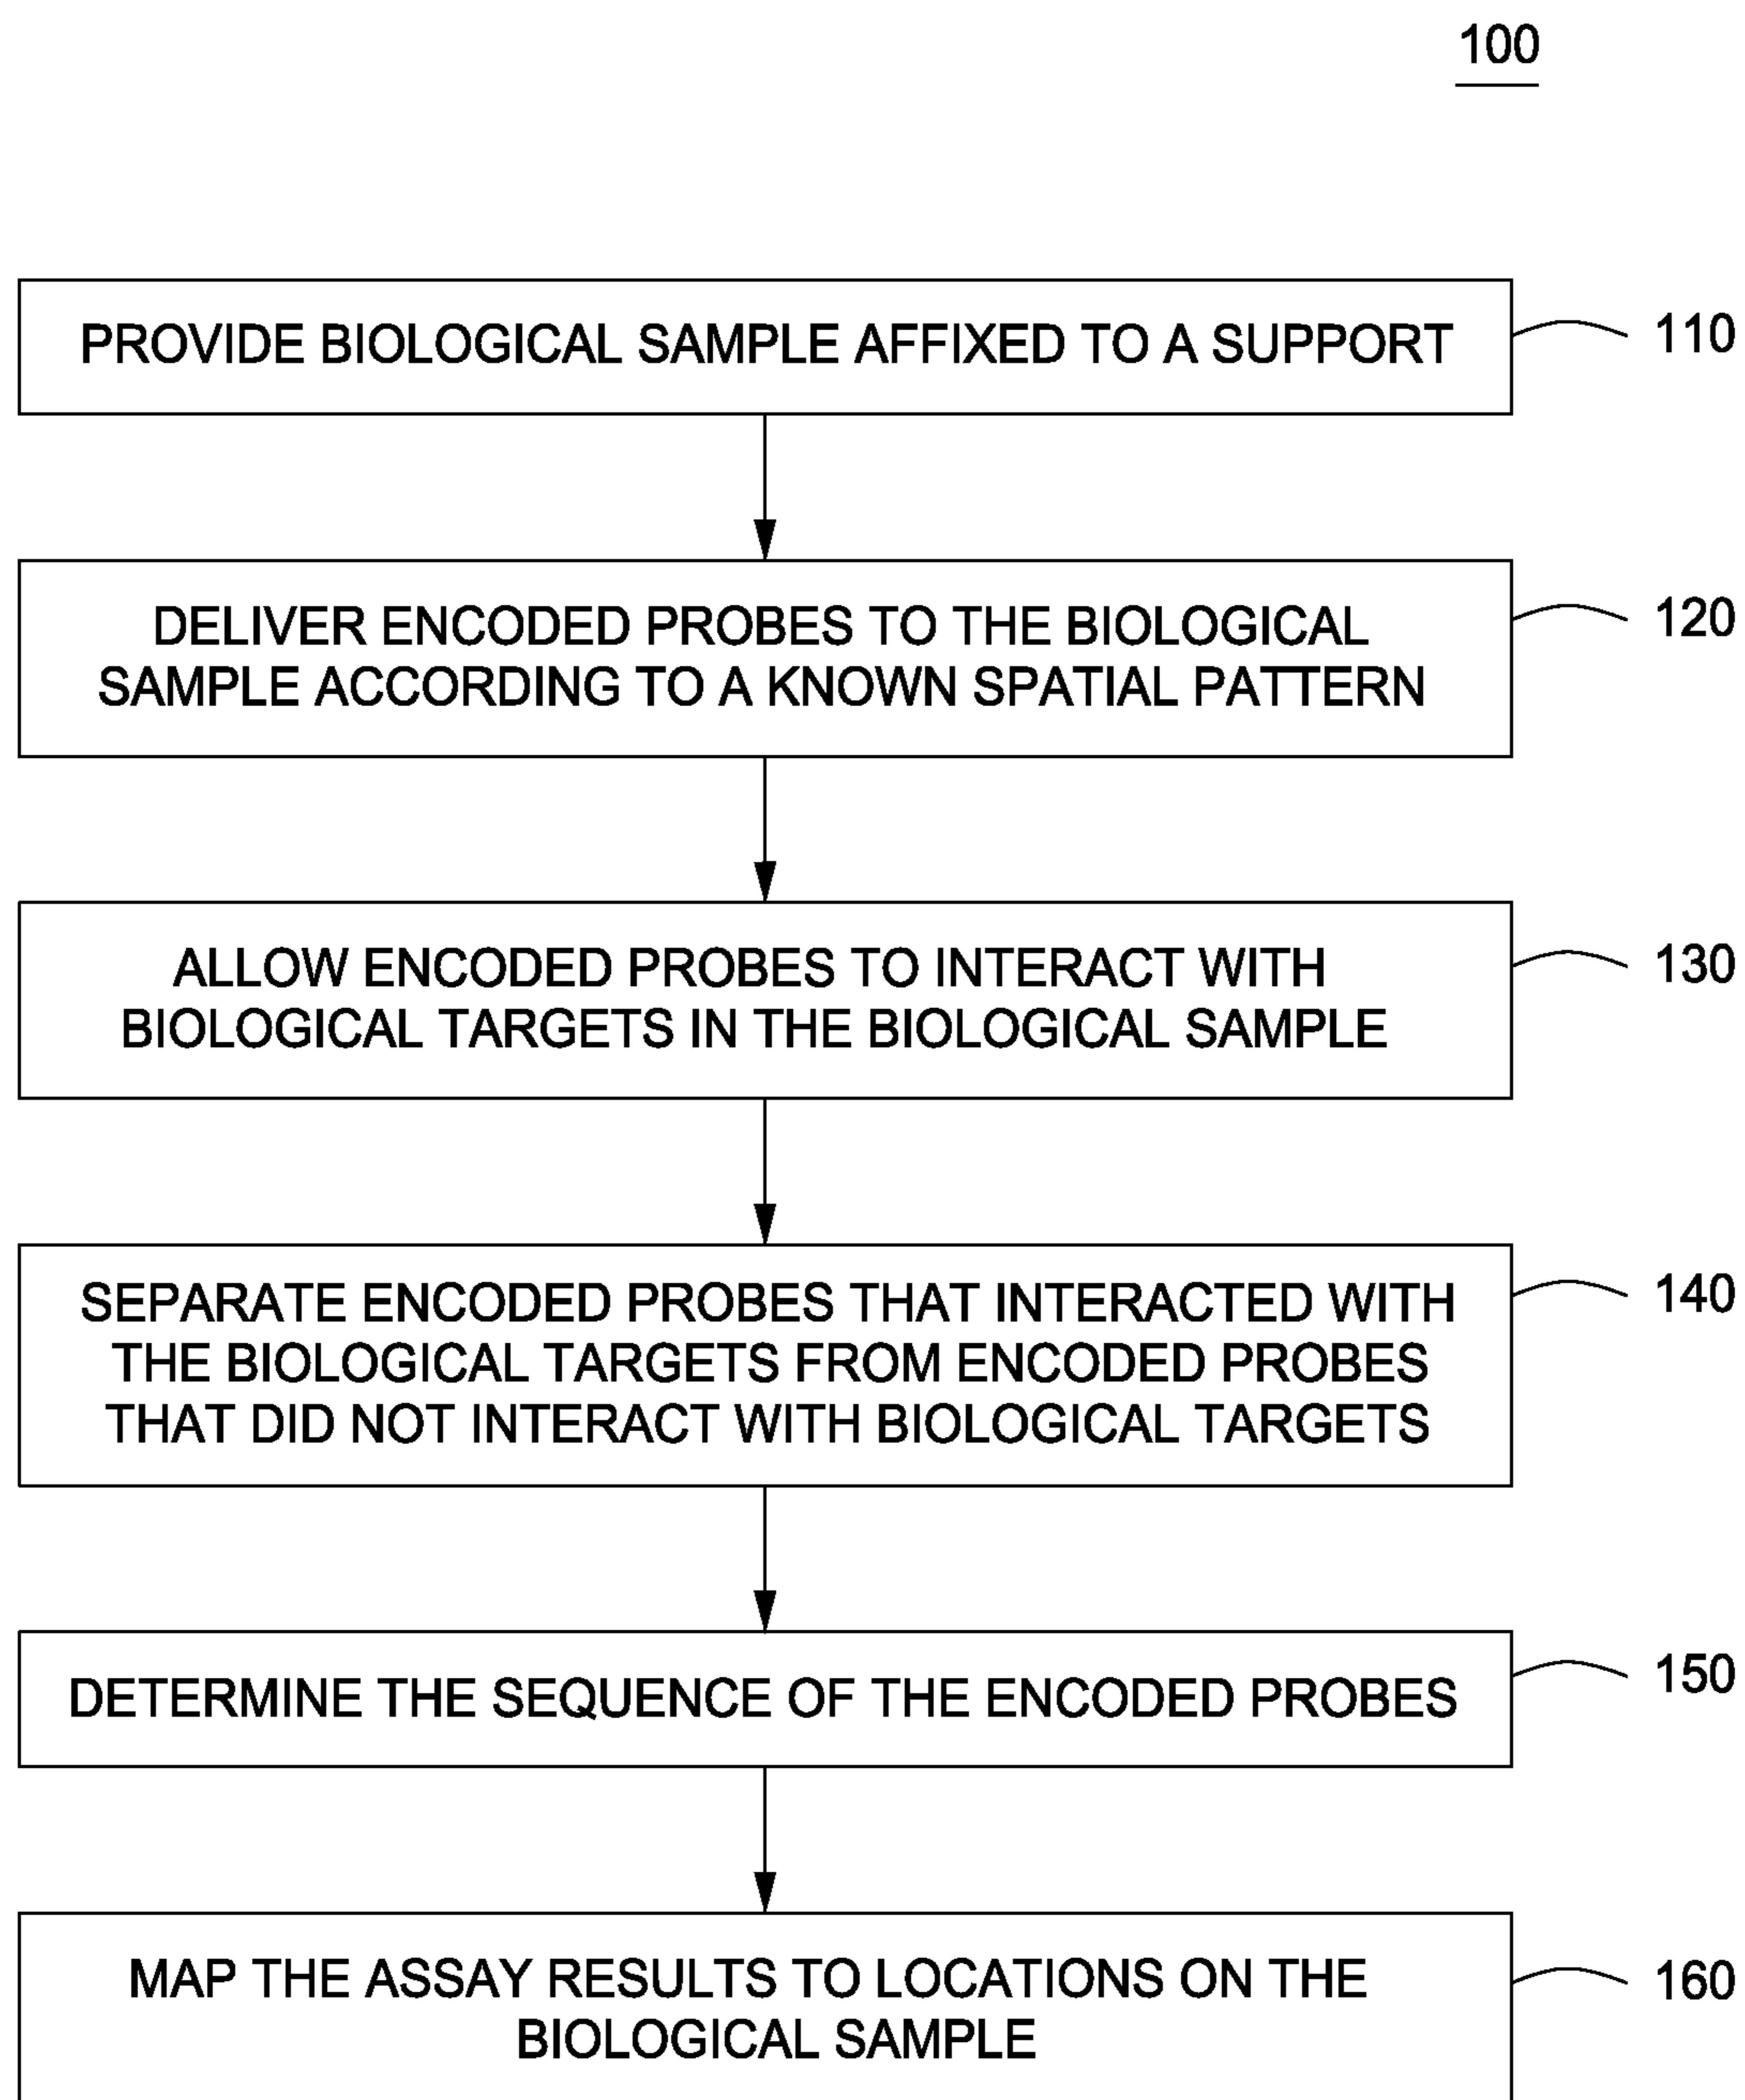 100
PROVIDE BIOLOGICAL SAMPLE AFFIXED TO A SUPPORT
110
DELIVER ENCODED PROBES TO THE BIOLOGICAL
SAMPLE ACCORDING TO A KNOWN SPATIAL PATTERN
120
ALLOW ENCODED PROBES TO INTERACT WITH
BIOLOGICAL TARGETS IN THE BIOLOGICAL SAMPLE
130
SEPARATE ENCODED PROBES THAT INTERACTED WITH
THE BIOLOGICAL TARGETS FROM ENCODED PROBES
THAT DID NOT INTERACT WITH BIOLOGICAL TARGETS
140
DETERMINE THE SEQUENCE OF THE ENCODED PROBES
150
MAP THE ASSAY RESULTS TO LOCATIONS ON THE
BIOLOGICAL SAMPLE
160